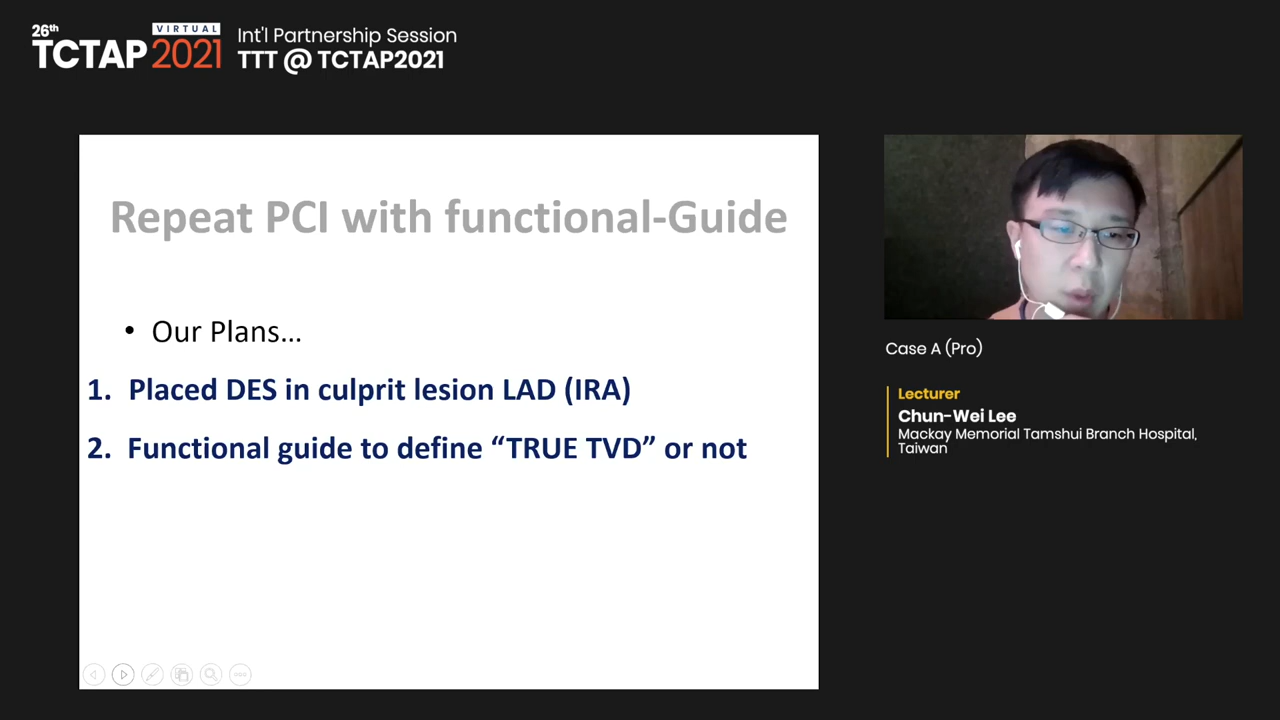 26th
VIRTUAL
TCTAP 2021
Int'l Partnership Session
TTT @ TCTAP2021
Repeat PCI with functional-Guide
• Our Plans...
1. Placed DES in culprit lesion LAD (IRA)
2. Functional guide to define “TRUE TVD” or not
Case A (Pro)
Lecturer
Chun-Wei Lee
Mackay Memorial Tamshui Branch Hospital,
Taiwan